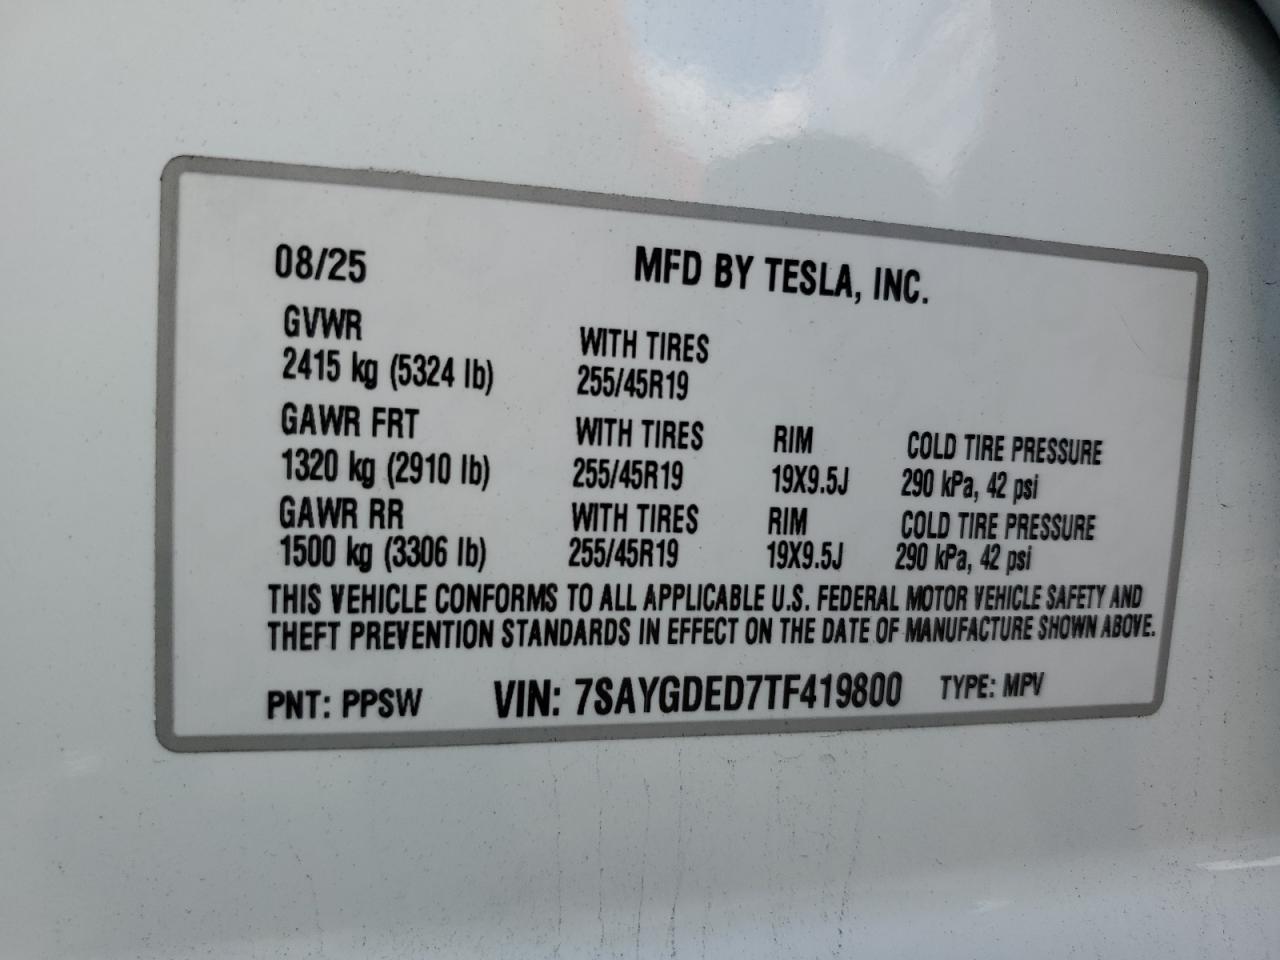 08/25 MFD BY TESLA, INC.
GVWR WITH TIRES
2415 kg (5324 lb) 255/45R19
GAWR FRT WITH TIRES RIM COLD TIRE PRESSURE
1320 kg (2910 lb) 255/45R19 19X9.5J 290 kPa, 42 psi
GAWR RR WITH TIRES RIM COLD TIRE PRESSURE
1500 kg (3306 lb) 255/45R19 19X9.5J 290 kPa, 42 psi
THIS VEHICLE CONFORMS TO ALL APPLICABLE U.S. FEDERAL MOTOR VEHICLE SAFETY AND
THEFT PREVENTION STANDARDS IN EFFECT ON THE DATE OF MANUFACTURE SHOWN ABOVE.
PNT: PPSW VIN: 7SAYGDED7TF419800 TYPE: MPV